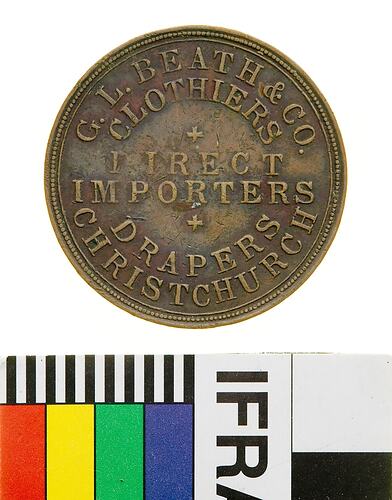 G. L. BEATH & CO.
CLOTHIERS
DIRECT
IMPORTERS
DRAPERS
CHRISTCHURCH
IFRA